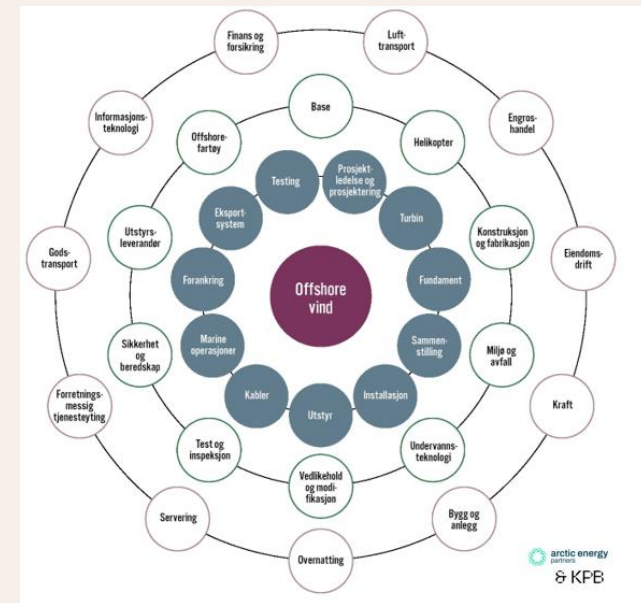 Finans og
forsikring
Luft-
transport
Engros-
handel
Eiendoms-
drift
Kraft
Bygg og
anlegg
Overnatting
Servering
Forretnings-
messig
tjenesteyting
Gods-
transport
Informasjons-
teknologi
Base
Helikopter
Konstruksjon
og fabrikasjon
Miljø og
avfall
Undervanns-
teknologi
Vedlikehold
og modi-
fikasjon
Test og
inspeksjon
Sikkerhet
og
beredskap
Utstyrs-
leverandør
Offshore-
fartøy
Testing
Prosjekt-
ledelse og
prosjektering
Turbin
Fundament
Sammen-
stilling
Installasjon
Utstyr
Kabler
Marine
operasjoner
Forankring
Eksport-
system
Offshore
vind
arctic energy
partners
& KPB